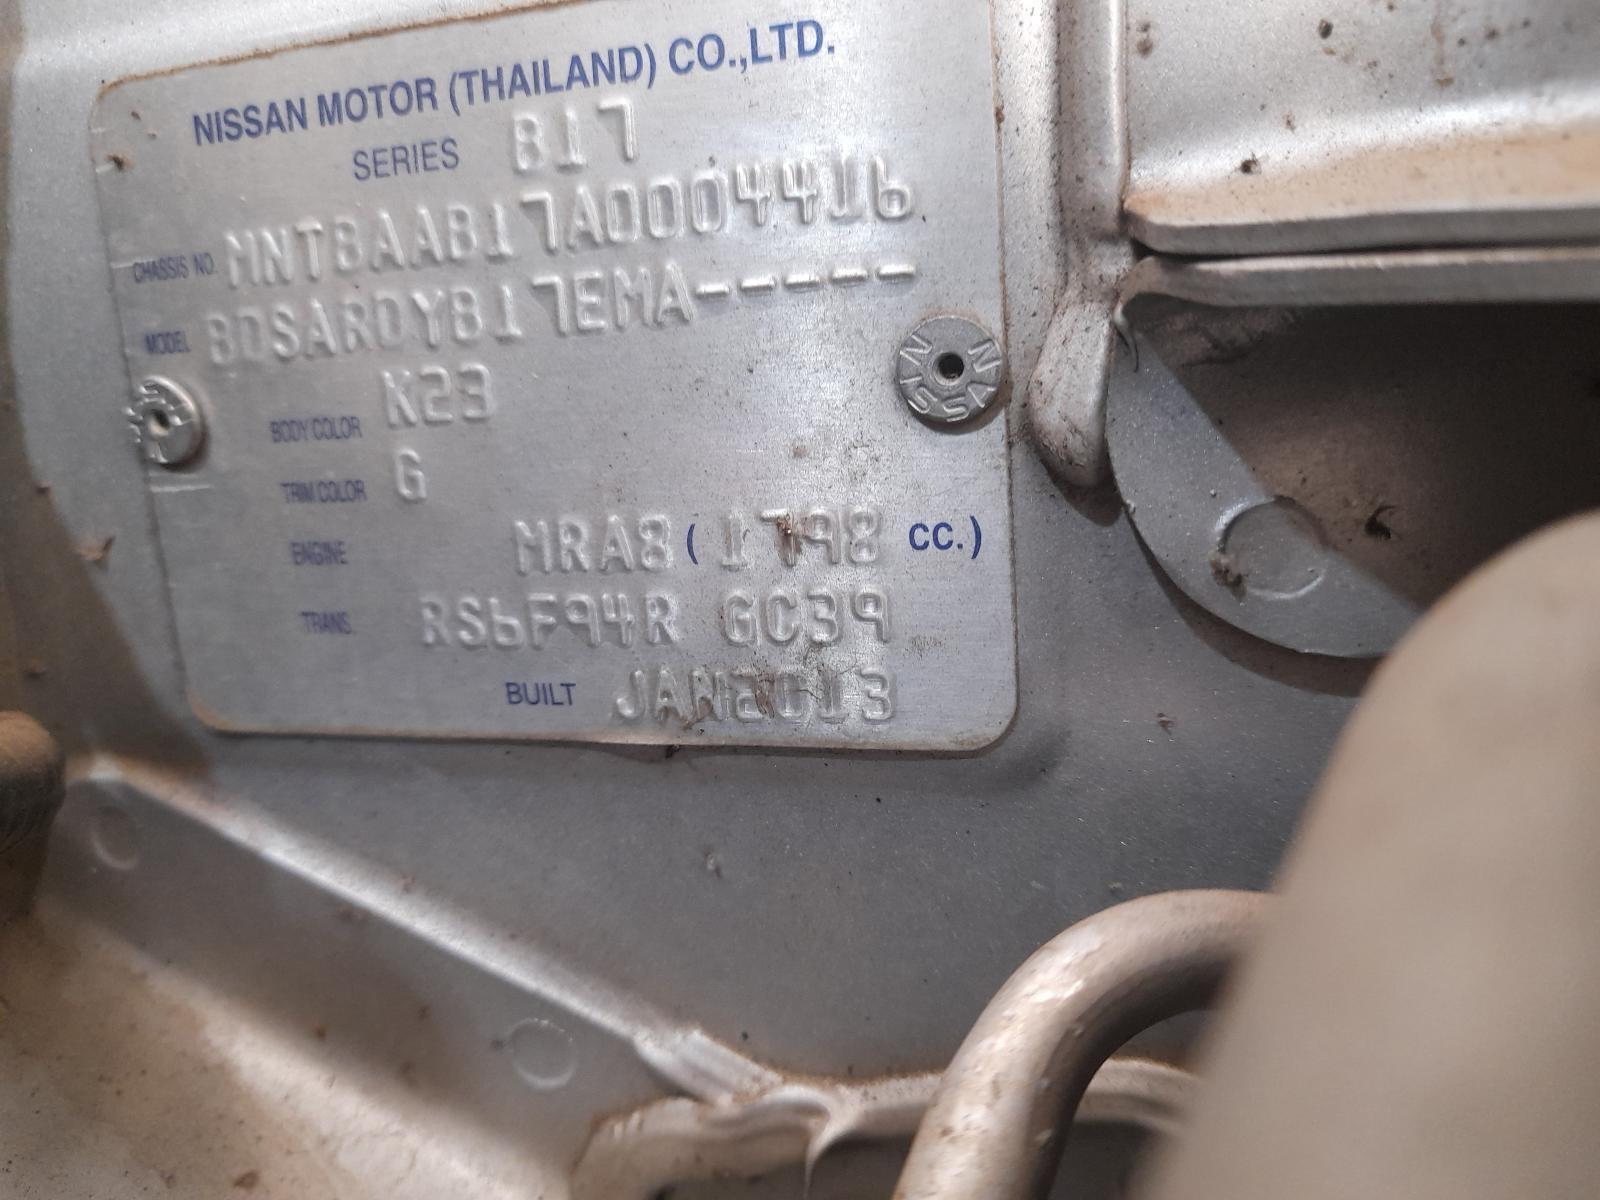 NISSAN MOTOR (THAILAND) CO.,LTD.
SERIES B17
CHASSIS NO. MNTBAAB17A0004416
MODEL BDSARDYB17EMA-----
BODY COLOR K23
TRIM COLOR G
ENGINE MRA8 ( 1798 CC.)
TRANS. RS6F94R GC39
BUILT JAN2013
NISSAN